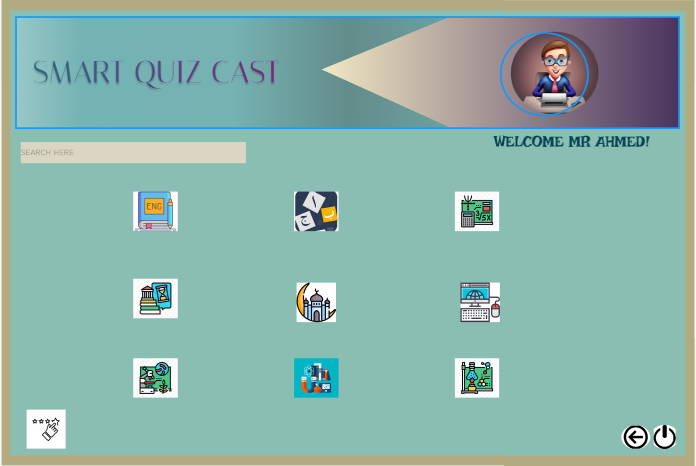 SMART QUIZ CAST
WELCOME MR AHMED!
SEARCH HERE
ENG